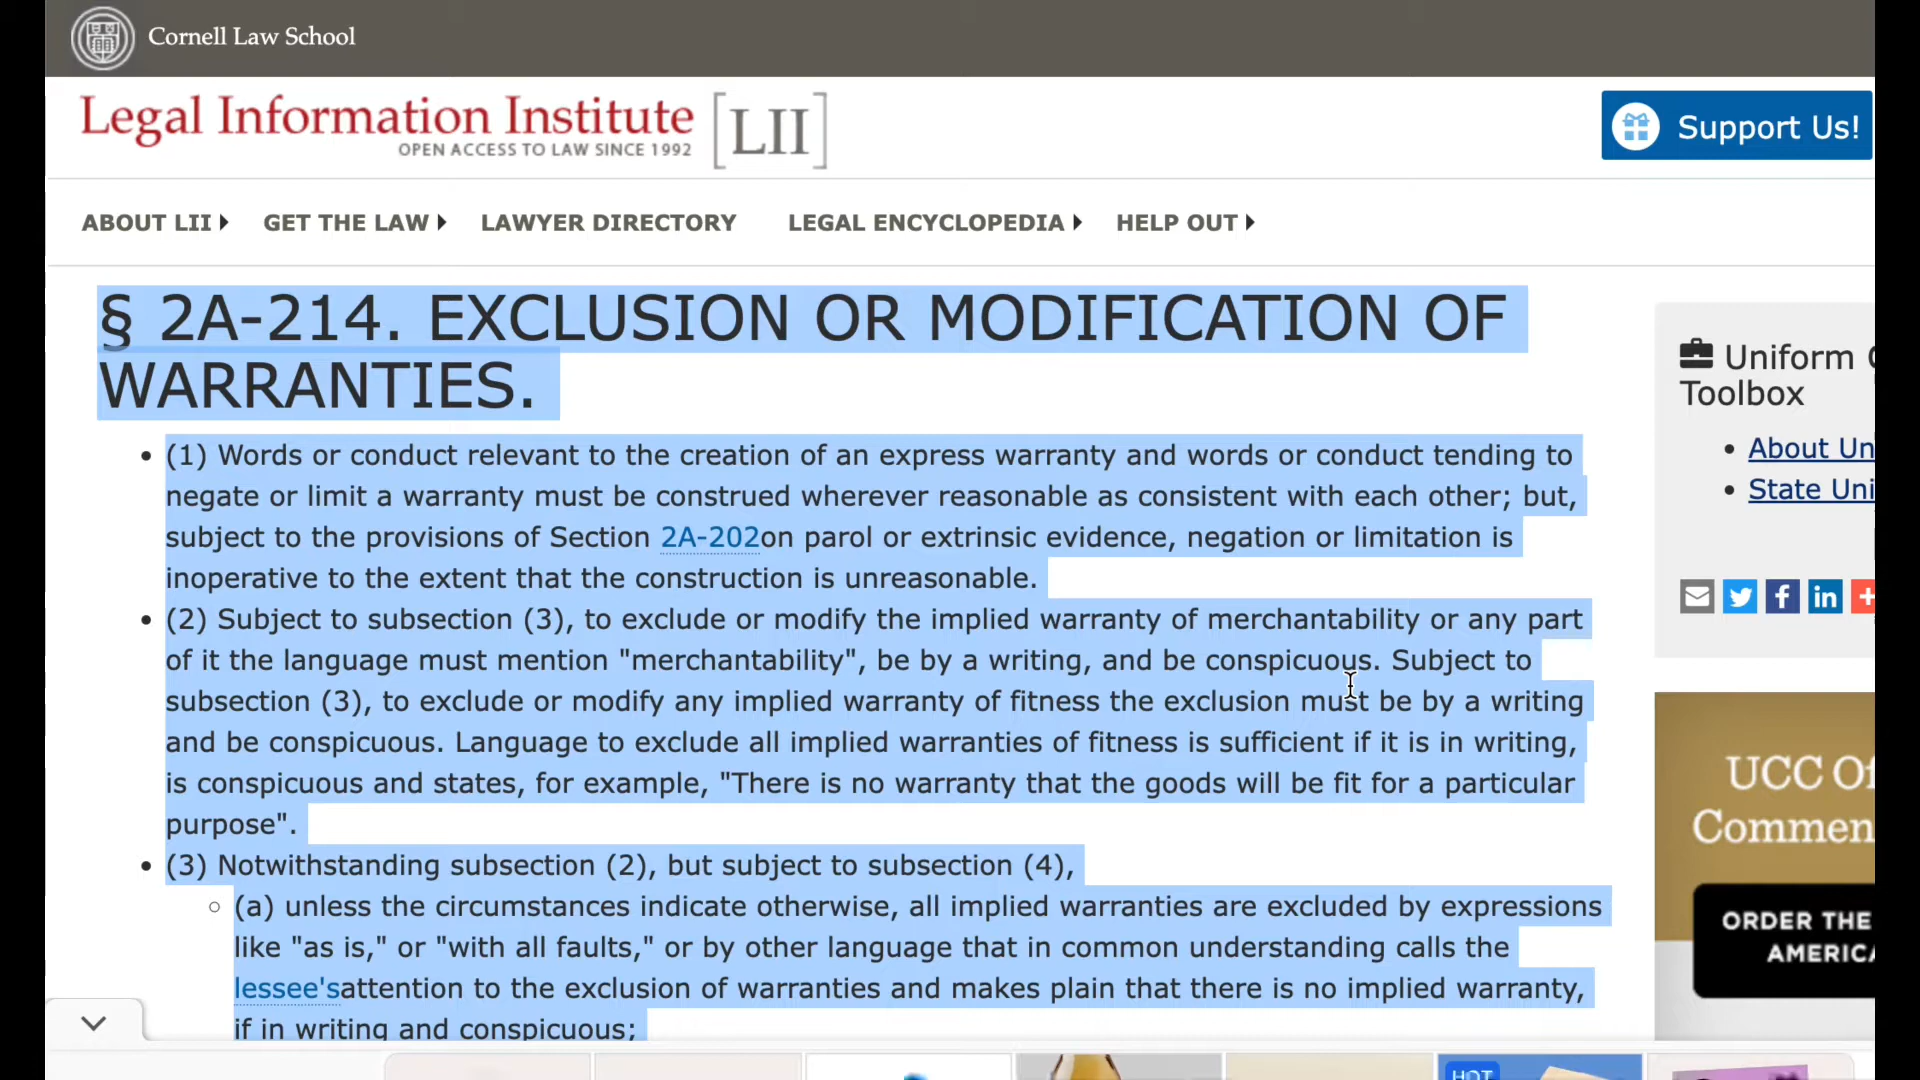 Cornell Law School
Legal Information Institute [LII]
OPEN ACCESS TO LAW SINCE 1992
Support Us!
ABOUT LII GET THE LAW LAWYER DIRECTORY LEGAL ENCYCLOPEDIA HELP OUT
§ 2A-214. EXCLUSION OR MODIFICATION OF
WARRANTIES.
(1) Words or conduct relevant to the creation of an express warranty and words or conduct tending to
negate or limit a warranty must be construed wherever reasonable as consistent with each other; but,
subject to the provisions of Section 2A-202on parol or extrinsic evidence, negation or limitation is
inoperative to the extent that the construction is unreasonable.
(2) Subject to subsection (3), to exclude or modify the implied warranty of merchantability or any part
of it the language must mention "merchantability", be by a writing, and be conspicuous. Subject to
subsection (3), to exclude or modify any implied warranty of fitness the exclusion must be by a writing
and be conspicuous. Language to exclude all implied warranties of fitness is sufficient if it is in writing,
is conspicuous and states, for example, "There is no warranty that the goods will be fit for a particular
purpose".
(3) Notwithstanding subsection (2), but subject to subsection (4),
(a) unless the circumstances indicate otherwise, all implied warranties are excluded by expressions
like "as is," or "with all faults," or by other language that in common understanding calls the
lessee'sattention to the exclusion of warranties and makes plain that there is no implied warranty,
if in writing and conspicuous;
Uniform
Toolbox
About Un
State Uni
UCC Of
Commen
ORDER THE
AMERICA
HOT